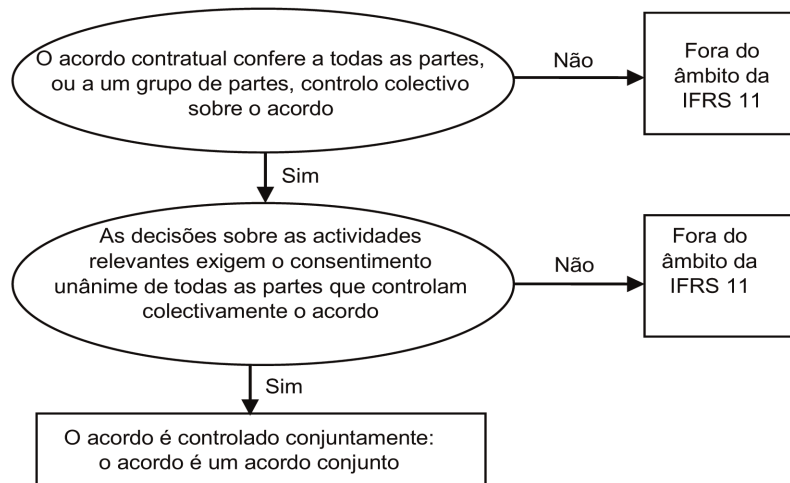 O acordo contratual confere a todas as partes,
ou a um grupo de partes, controlo colectivo
sobre o acordo
Não
Fora do
âmbito da
IFRS 11
Sim
As decisões sobre as actividades
relevantes exigem o consentimento
unânime de todas as partes que controlam
colectivamente o acordo
Não
Fora do
âmbito da
IFRS 11
Sim
O acordo é controlado conjuntamente:
o acordo é um acordo conjunto